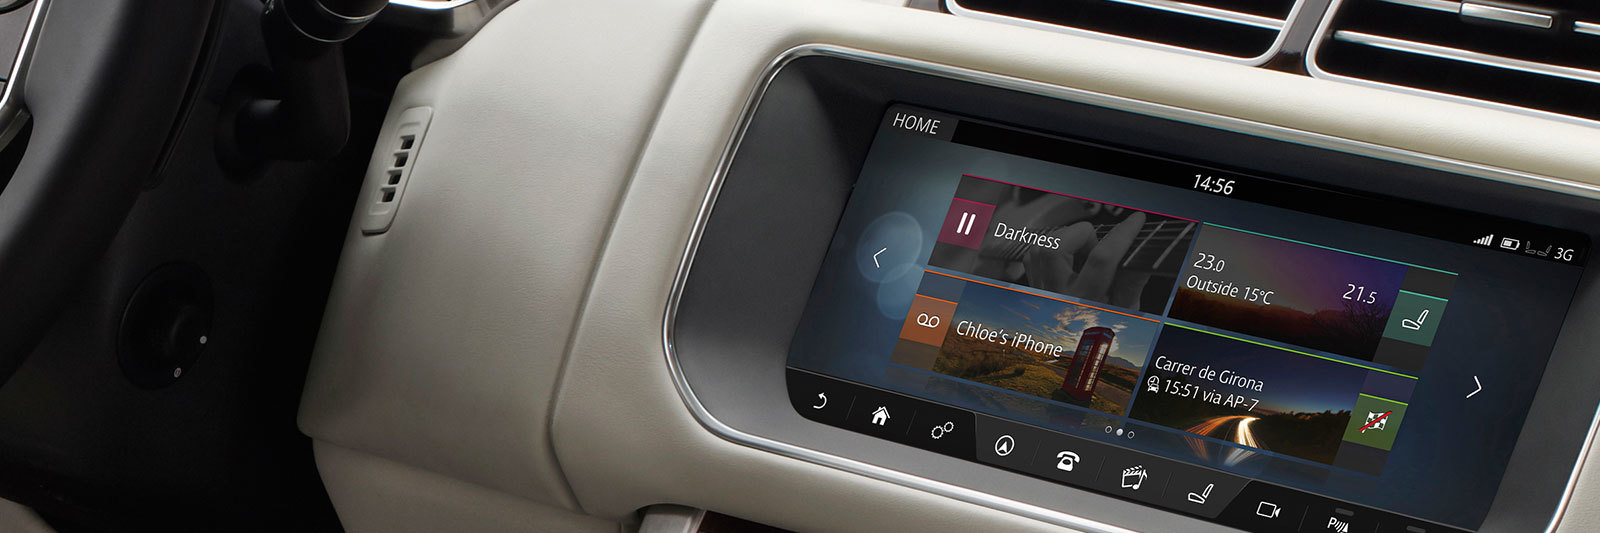 HOME
14:56
3G
Darkness
23.0
Outside 15°C
21.5
Chloe's iPhone
Carrer de Girona
15:51 via AP-7
P